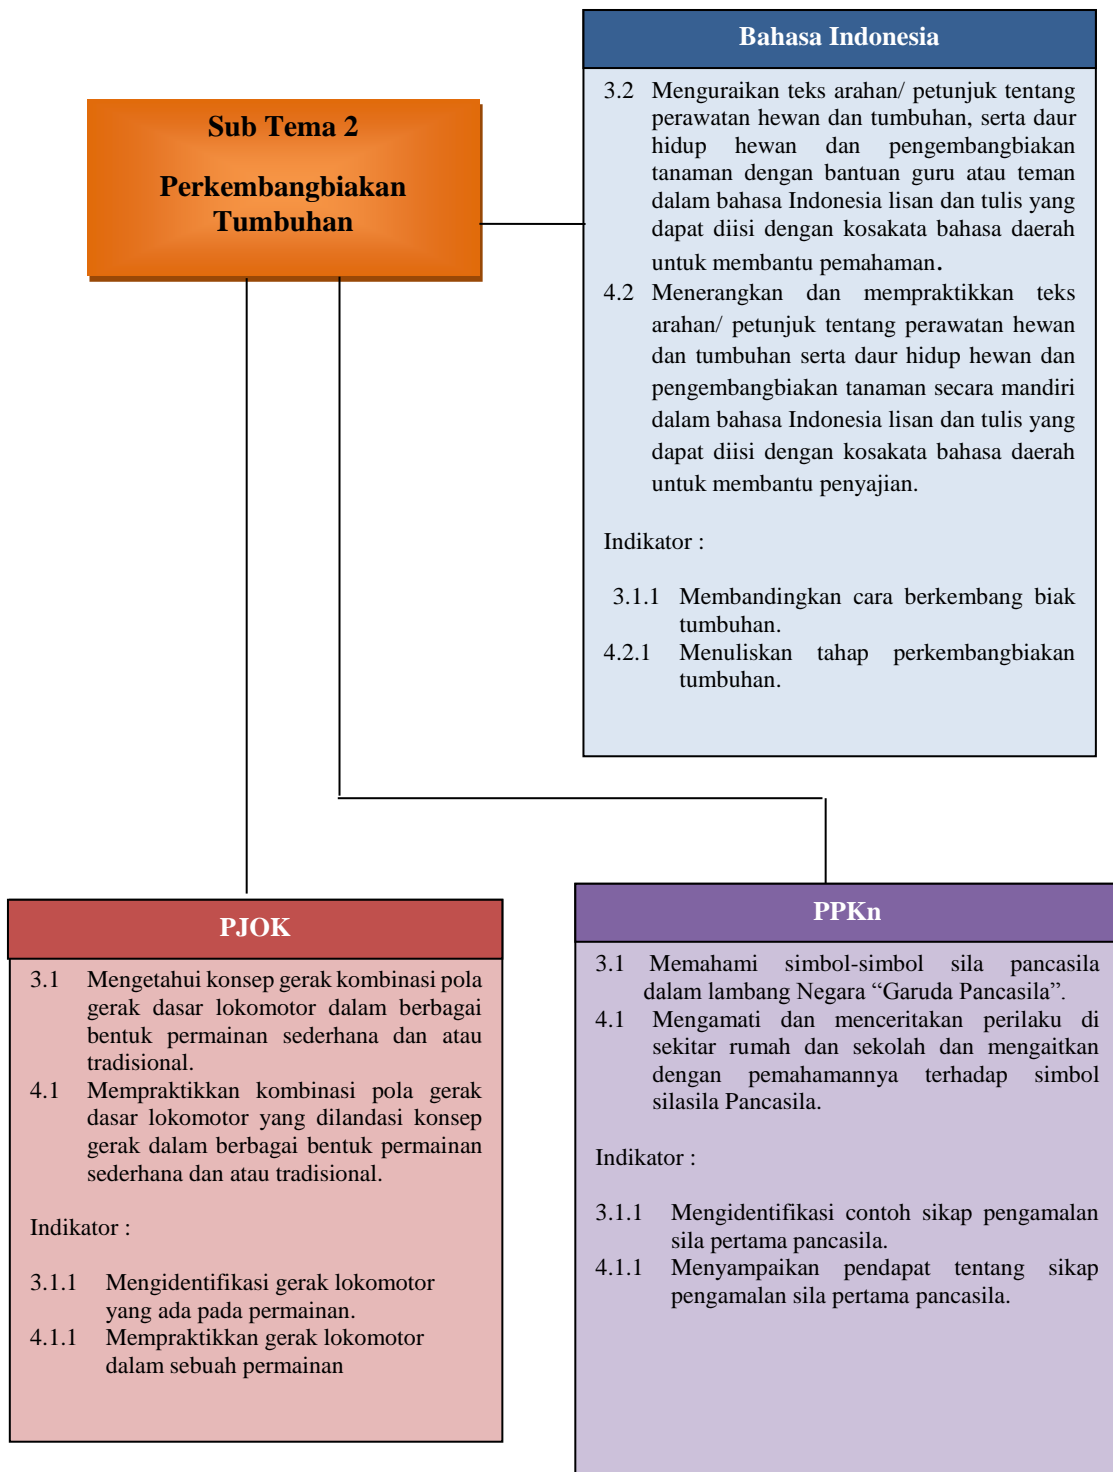 Sub Tema 2
Perkembangbiakan
Tumbuhan
Bahasa Indonesia
3.2 Menguraikan teks arahan/ petunjuk tentang
perawatan hewan dan tumbuhan, serta daur
hidup hewan dan pengembangbiakan
tanaman dengan bantuan guru atau teman
dalam bahasa Indonesia lisan dan tulis yang
dapat diisi dengan kosakata bahasa daerah
untuk membantu pemahaman.
4.2 Menerangkan dan mempraktikkan teks
arahan/ petunjuk tentang perawatan hewan
dan tumbuhan serta daur hidup hewan dan
pengembangbiakan tanaman secara mandiri
dalam bahasa Indonesia lisan dan tulis yang
dapat diisi dengan kosakata bahasa daerah
untuk membantu penyajian.
Indikator :
3.1.1 Membandingkan cara berkembang biak
tumbuhan.
4.2.1 Menuliskan tahap perkembangbiakan
tumbuhan.
PJOK
3.1 Mengetahui konsep gerak kombinasi pola
gerak dasar lokomotor dalam berbagai
bentuk permainan sederhana dan atau
tradisional.
4.1 Mempraktikkan kombinasi pola gerak
dasar lokomotor yang dilandasi konsep
gerak dalam berbagai bentuk permainan
sederhana dan atau tradisional.
Indikator :
3.1.1 Mengidentifikasi gerak lokomotor
yang ada pada permainan.
4.1.1 Mempraktikkan gerak lokomotor
dalam sebuah permainan
PPKn
3.1 Memahami simbol-simbol sila pancasila
dalam lambang Negara “Garuda Pancasila”.
4.1 Mengamati dan menceritakan perilaku di
sekitar rumah dan sekolah dan mengaitkan
dengan pemahamannya terhadap simbol
silasila Pancasila.
Indikator :
3.1.1 Mengidentifikasi contoh sikap pengamalan
sila pertama pancasila.
4.1.1 Menyampaikan pendapat tentang sikap
pengamalan sila pertama pancasila.